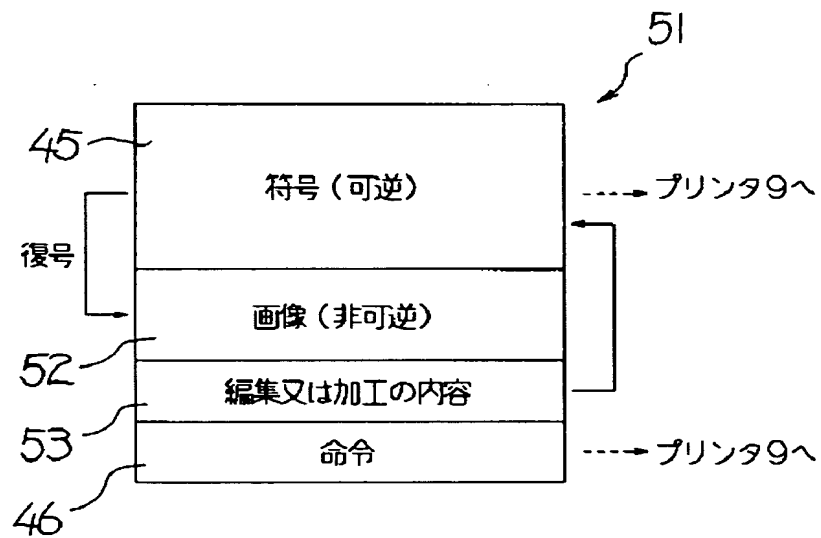 51
45
符号(可逆)
プリンタ9へ
復号
画像(非可逆)
52
編集又は加工の内容
53
命令
プリンタ9へ
46